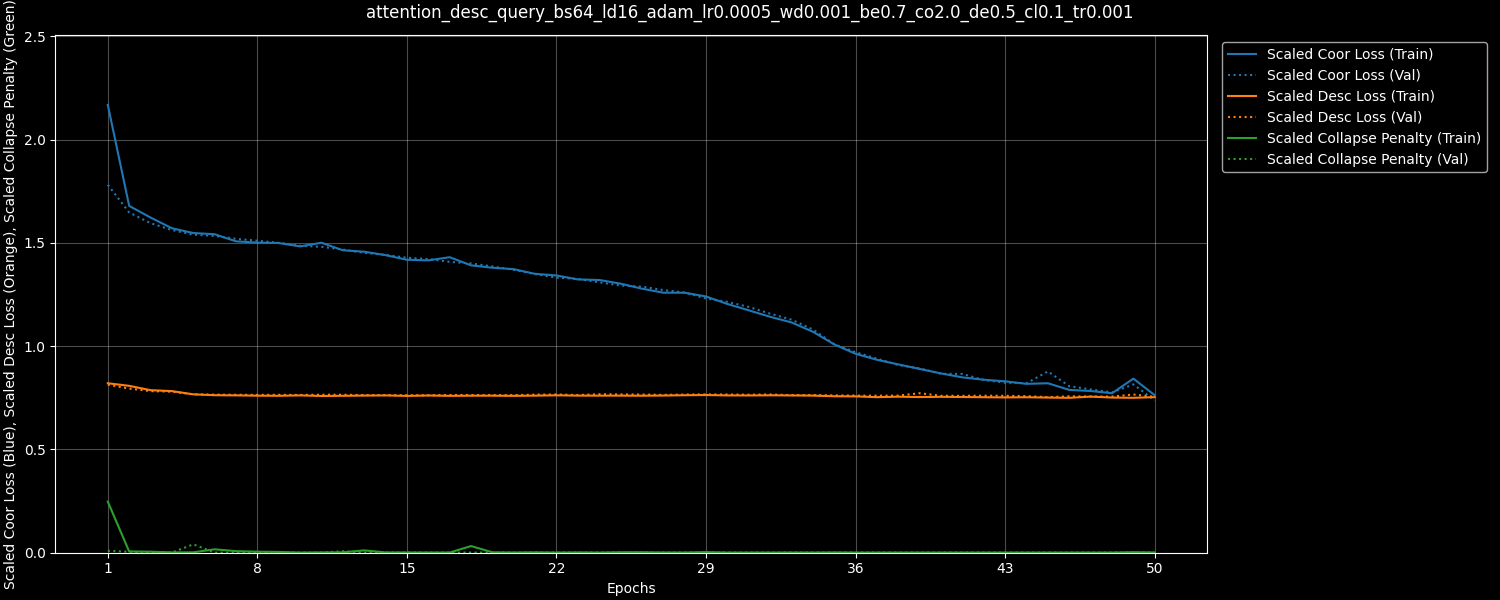 attention_desc_query_bs64_ld16_adam_lr0.0005_wd0.001_be0.7_co2.0_de0.5_cl0.1_tr0.001
Scaled Coor Loss (Blue), Scaled Desc Loss (Orange), Scaled Collapse Penalty (Green)
2.5
2.0
1.5
1.0
0.5
0.0
1 8 15 22 29 36 43 50
Epochs
Scaled Coor Loss (Train)
Scaled Coor Loss (Val)
Scaled Desc Loss (Train)
Scaled Desc Loss (Val)
Scaled Collapse Penalty (Train)
Scaled Collapse Penalty (Val)